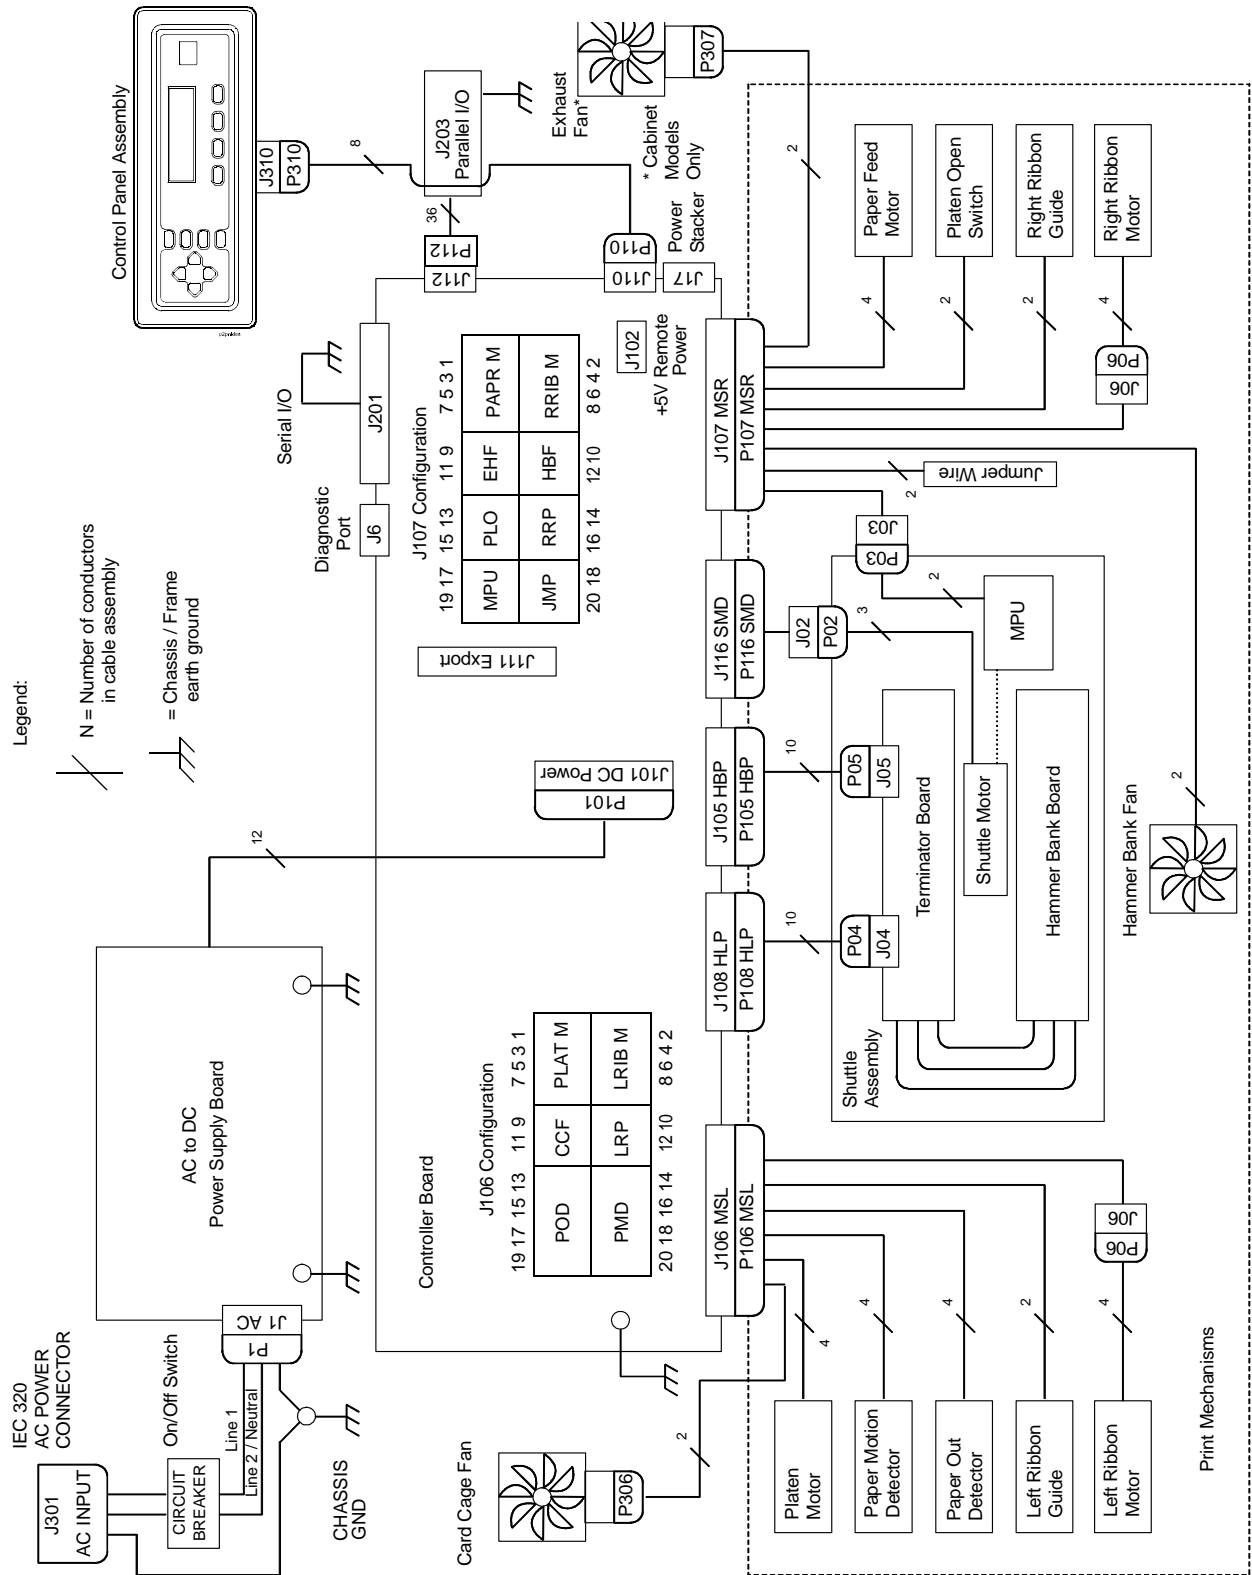 IEC 320
AC POWER
CONNECTOR
J301
AC INPUT
CIRCUIT
BREAKER
On/Off Switch
Line 1
Line 2 / Neutral
CHASSIS
GND
P1
J1 AC
AC to DC
Power Supply Board
12
Legend:
N = Number of conductors
in cable assembly
= Chassis / Frame
earth ground
Control Panel Assembly
J310
P310
8
J203
Parallel I/O
36
P112
J112
Exhaust
Fan*
* Cabinet
Models
Only
P307
2
P110
J110
J17
Power
Stacker
Serial I/O
J201
Diagnostic
Port
J6
J102
+5V Remote
Power
J107 Configuration
19 17 15 13 11 9 7 5 3 1
MPU PLO EHF PAPR M
JMP RRP HBF RRIB M
20 18 16 14 12 10 8 6 4 2
J111 Export
J101 DC Power
P101
Controller Board
J106 Configuration
19 17 15 13 11 9 7 5 3 1
POD CCF PLAT M
PMD LRP LRIB M
20 18 16 14 12 10 8 6 4 2
J106 MSL
P106 MSL
J108 HLP
P108 HLP
J105 HBP
P105 HBP
J116 SMD
P116 SMD
J107 MSR
P107 MSR
Card Cage Fan
P306
2
Platen
Motor
4
Paper Motion
Detector
4
Paper Out
Detector
4
Left Ribbon
Guide
2
Left Ribbon
Motor
4
P06
J06
Print Mechanisms
Shuttle
Assembly
10
P04
J04
10
P05
J05
J02
P02
3
P03
J03
2
MPU
Terminator Board
Shuttle Motor
Hammer Bank Board
Hammer Bank Fan
2
Jumper Wire
2
Paper Feed
Motor
4
Platen Open
Switch
2
Right Ribbon
Guide
2
Right Ribbon
Motor
4
P06
J06